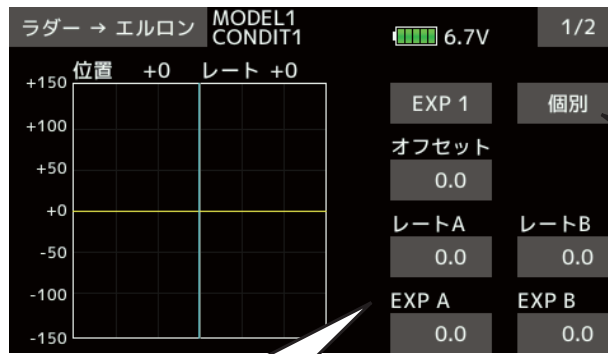 ラダー → エルロン MODEL1 CONDIT1 6.7V 1/2
位置 +0 レート +0
+150
+100
+50
+0
-50
-100
-150
EXP 1 個別
オフセット
0.0
レートA レートB
0.0 0.0
EXP A EXP B
0.0 0.0